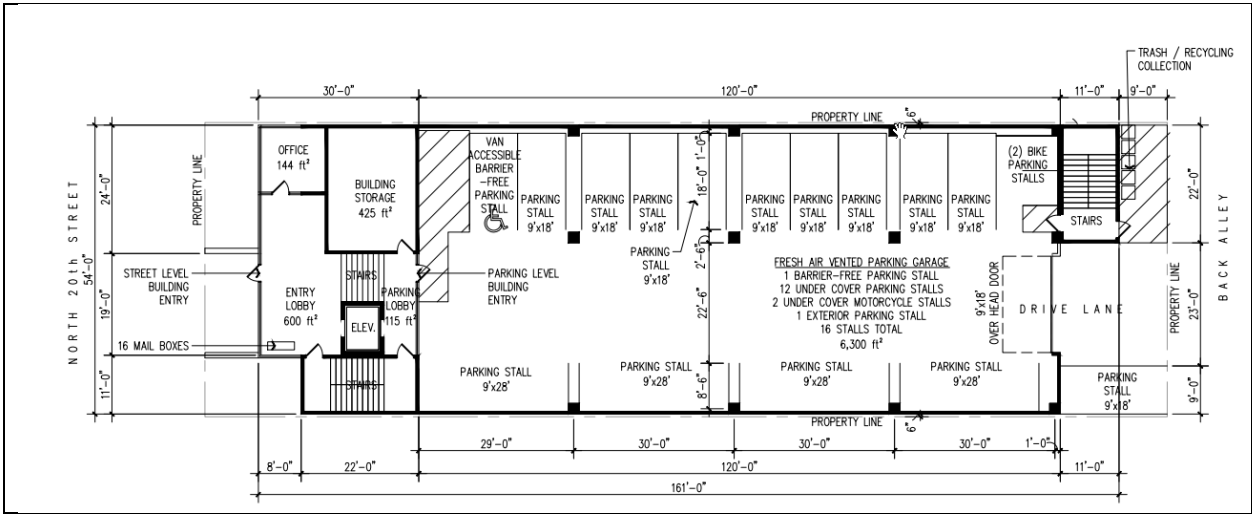 TRASH / RECYCLING
COLLECTION
30'-0"
120'-0"
11'-0"
9'-0"
PROPERTY LINE
6"
NORTH 20th STREET
54'-0"
24'-0"
19'-0"
11'-0"
PROPERTY LINE
OFFICE
144 ft²
BUILDING
STORAGE
425 ft²
VAN
ACCESSIBLE
BARRIER
-FREE
PARKING
STALL
PARKING
STALL
9'x18'
PARKING
STALL
9'x18'
PARKING
STALL
9'x18'
PARKING
STALL
9'x18'
18'-0"
1'-0"
2'-6"
22'-6"
8'-6"
PARKING
STALL
9'x18'
PARKING
STALL
9'x18'
PARKING
STALL
9'x18'
PARKING
STALL
9'x18'
PARKING
STALL
9'x18'
(2) BIKE
PARKING
STALLS
STAIRS
22'-0"
23'-0"
9'-0"
BACK ALLEY
PROPERTY LINE
STREET LEVEL
BUILDING
ENTRY
ENTRY
LOBBY
600 ft²
STAIRS
ELEV.
PARKING
LOBBY
115 ft²
PARKING LEVEL
BUILDING
ENTRY
16 MAIL BOXES
STAIRS
FRESH AIR VENTED PARKING GARAGE
1 BARRIER-FREE PARKING STALL
12 UNDER COVER PARKING STALLS
2 UNDER COVER MOTORCYCLE STALLS
1 EXTERIOR PARKING STALL
16 STALLS TOTAL
6,300 ft²
9'x18'
OVER HEAD DOOR
DRIVE LANE
PARKING STALL
9'x28'
PARKING STALL
9'x28'
PARKING STALL
9'x28'
PARKING STALL
9'x28'
PARKING
STALL
9'x18'
PROPERTY LINE
6"
29'-0"
30'-0"
30'-0"
30'-0"
1'-0"
8'-0"
22'-0"
120'-0"
11'-0"
161'-0"